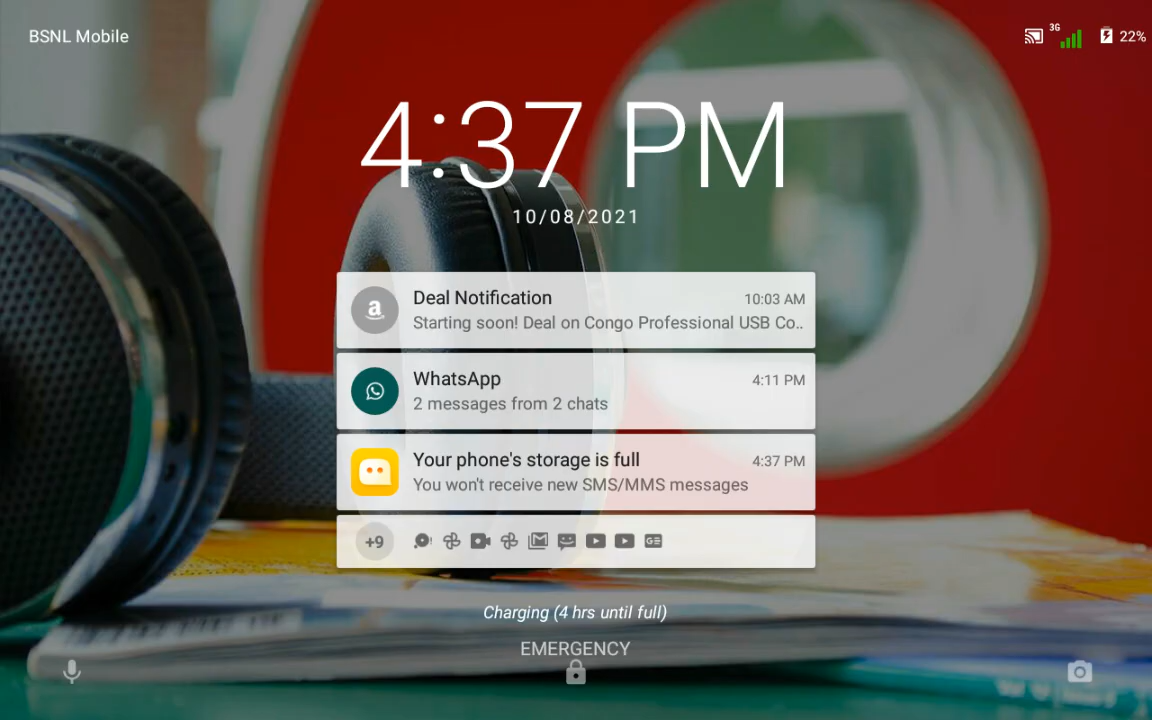 BSNL Mobile
3G
22%
4:37 PM
10/08/2021
Deal Notification
10:03 AM
Starting soon! Deal on Congo Professional USB Co..
WhatsApp
4:11 PM
2 messages from 2 chats
Your phone's storage is full
4:37 PM
You won't receive new SMS/MMS messages
+9
Charging (4 hrs until full)
EMERGENCY